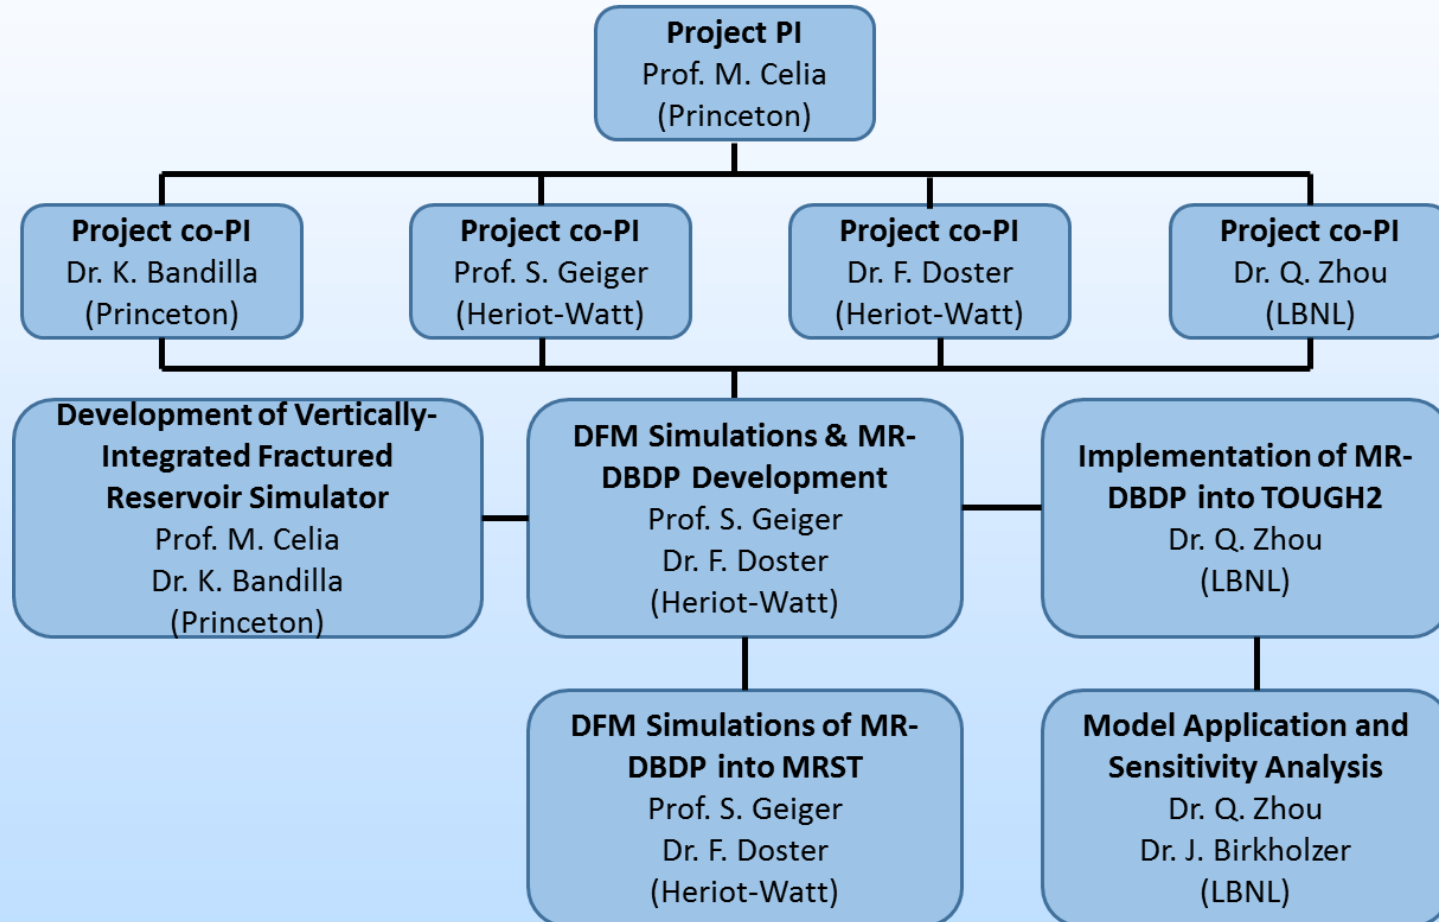 Project PI
Prof. M. Celia
(Princeton)
Project co-PI
Dr. K. Bandilla
(Princeton)
Project co-PI
Prof. S. Geiger
(Heriot-Watt)
Project co-PI
Dr. F. Doster
(Heriot-Watt)
Project co-PI
Dr. Q. Zhou
(LBNL)
Development of Vertically-
Integrated Fractured
Reservoir Simulator
Prof. M. Celia
Dr. K. Bandilla
(Princeton)
DFM Simulations & MR-
DBDP Development
Prof. S. Geiger
Dr. F. Doster
(Heriot-Watt)
Implementation of MR-
DBDP into TOUGH2
Dr. Q. Zhou
(LBNL)
DFM Simulations of MR-
DBDP into MRST
Prof. S. Geiger
Dr. F. Doster
(Heriot-Watt)
Model Application and
Sensitivity Analysis
Dr. Q. Zhou
Dr. J. Birkholzer
(LBNL)